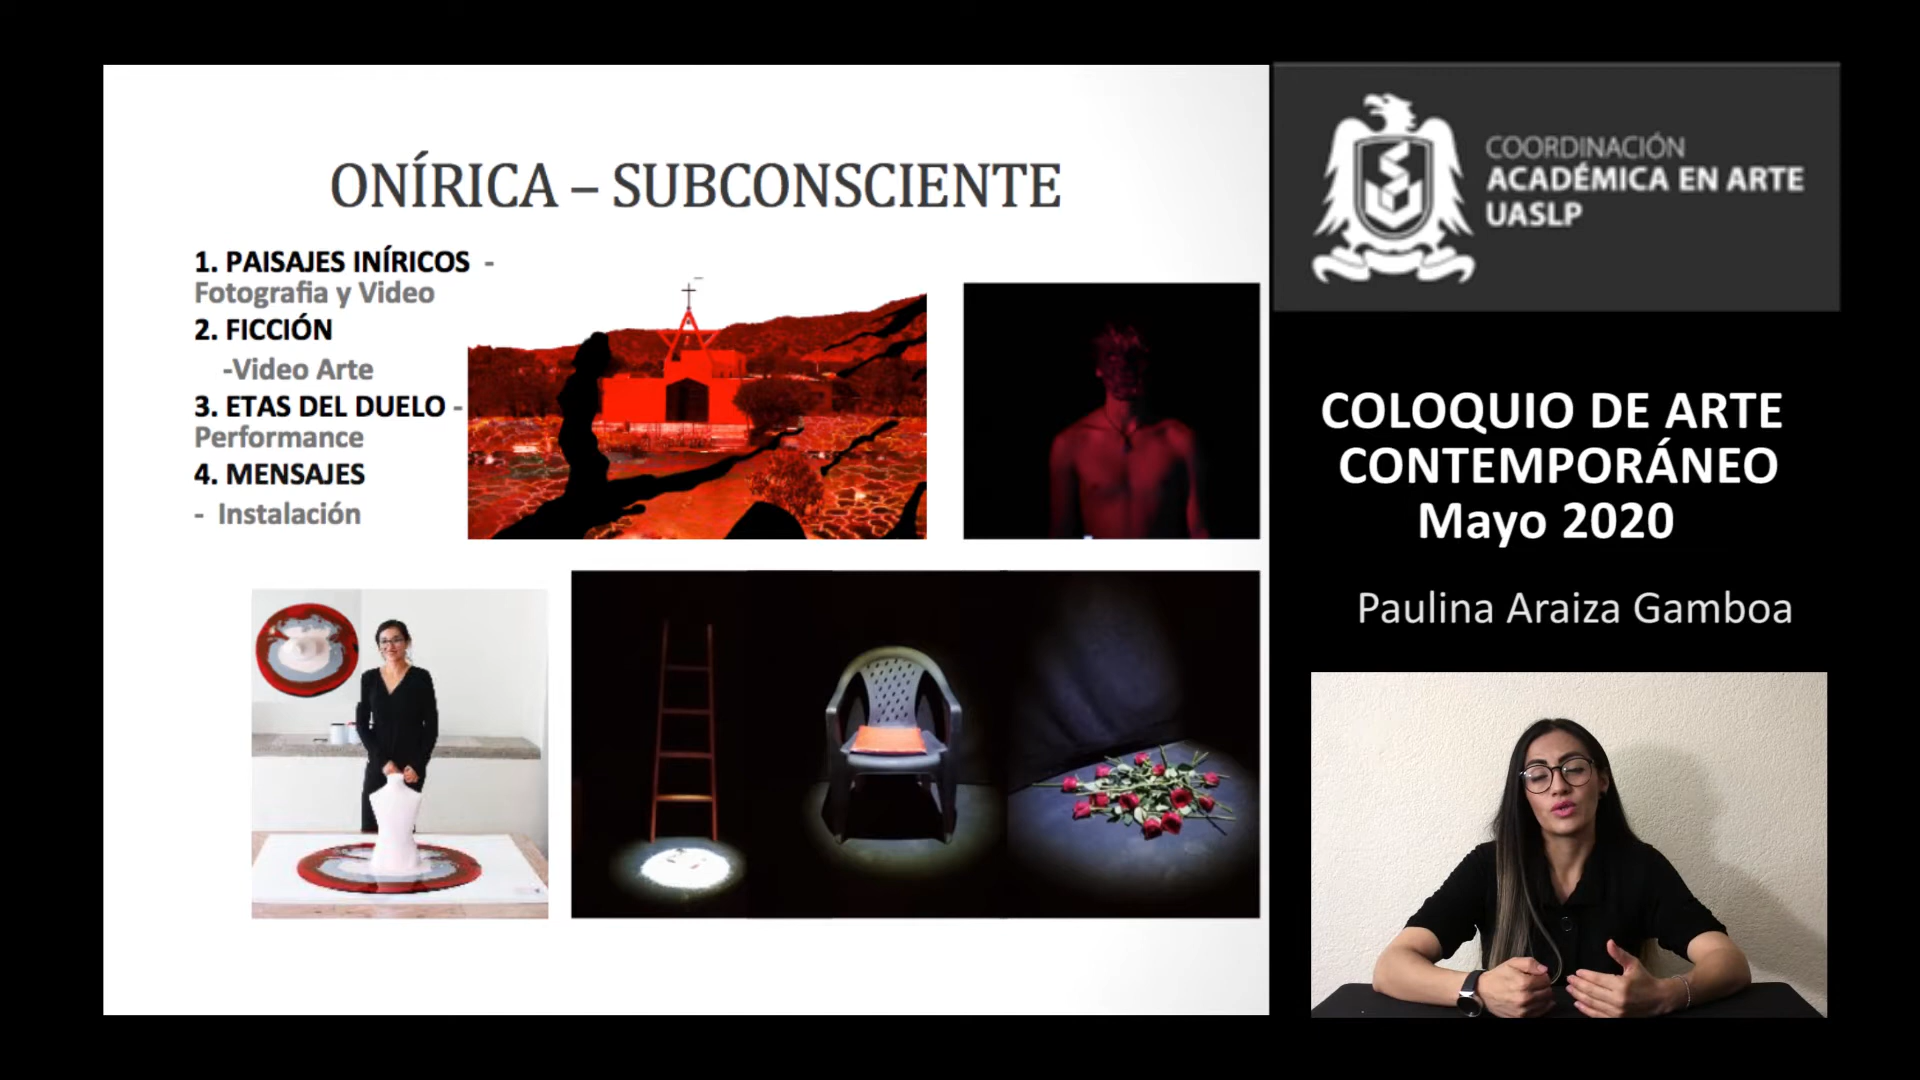 ONÍRICA – SUBCONSCIENTE
1. PAISAJES INÍRICOS -
Fotografia y Video
2. FICCIÓN
-Video Arte
3. ETAS DEL DUELO -
Performance
4. MENSAJES
- Instalación
COORDINACIÓN
ACADÉMICA EN ARTE
UASLP
COLOQUIO DE ARTE
CONTEMPORÁNEO
Mayo 2020
Paulina Araiza Gamboa